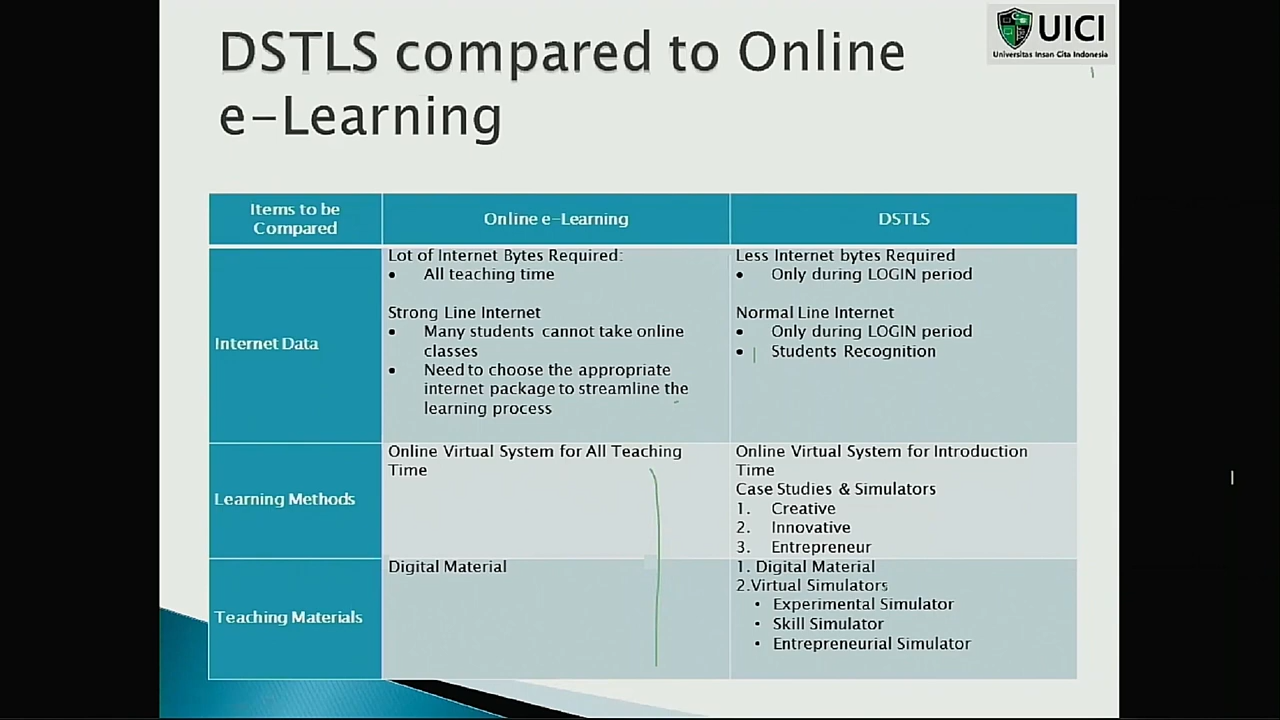 DSTLS compared to Online
e-Learning
UICI
Universitas Insan Cita Indonesia
Items to be
Compared
Online e-Learning
DSTLS
Internet Data
Lot of Internet Bytes Required:
• All teaching time
Strong Line Internet
• Many students cannot take online
classes
• Need to choose the appropriate
internet package to streamline the
learning process
Less Internet bytes Required
• Only during LOGIN period
Normal Line Internet
• Only during LOGIN period
• Students Recognition
Learning Methods
Online Virtual System for All Teaching
Time
Online Virtual System for Introduction
Time
Case Studies & Simulators
1. Creative
2. Innovative
3. Entrepreneur
Teaching Materials
Digital Material
1. Digital Material
2.Virtual Simulators
• Experimental Simulator
• Skill Simulator
• Entrepreneurial Simulator